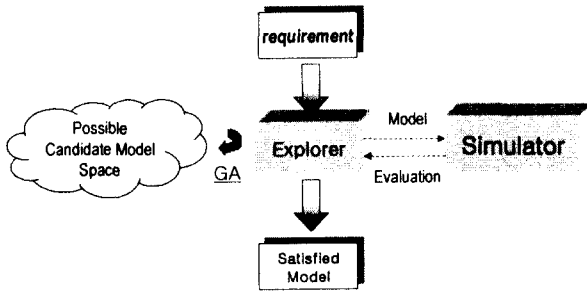 requirement
Possible
Candidate Model
Space
GA
Explorer
Model
Evaluation
Simulator
Satisfied
Model